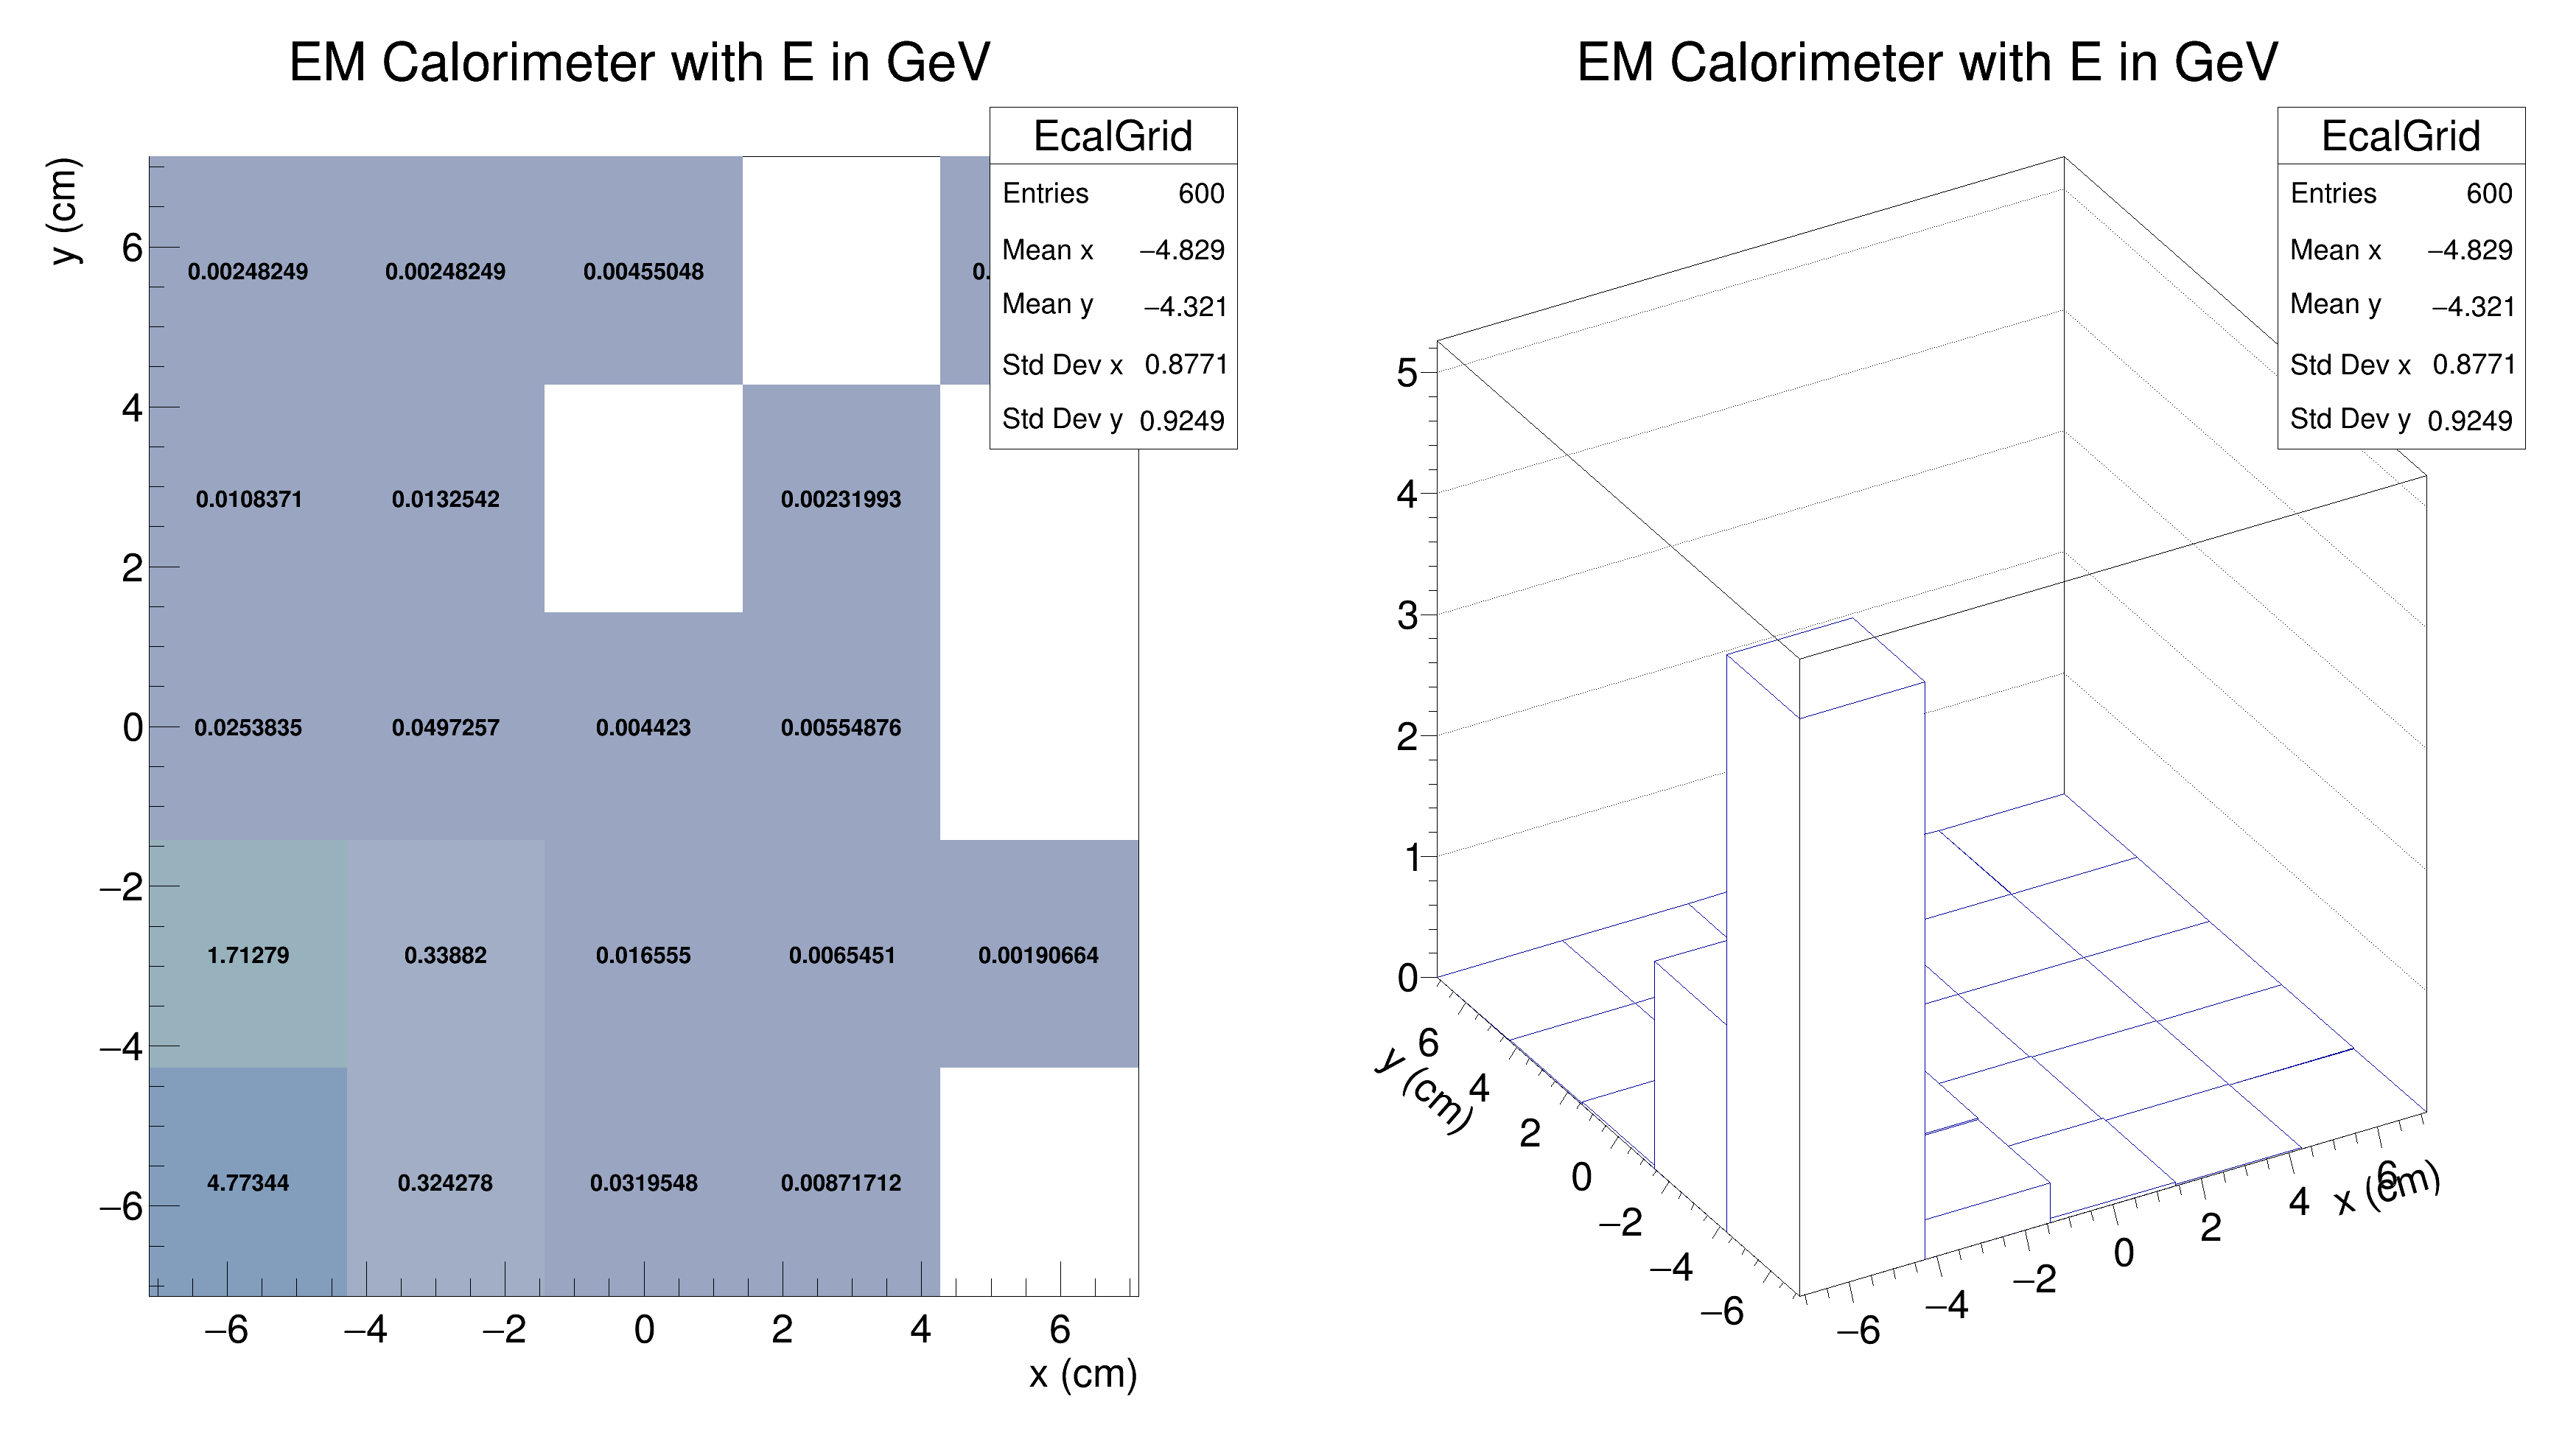 EM Calorimeter with E in GeV
EcalGrid
Entries 600
Mean x −4.829
Mean y −4.321
Std Dev x 0.8771
Std Dev y 0.9249
y (cm)
6
4
2
0
−2
−4
−6
0.00248249 0.00248249 0.00455048 0.
0.0108371 0.0132542 0.00231993
0.0253835 0.0497257 0.004423 0.00554876
1.71279 0.33882 0.016555 0.0065451 0.00190664
4.77344 0.324278 0.0319548 0.00871712
−6 −4 −2 0 2 4 6
x (cm)
EM Calorimeter with E in GeV
EcalGrid
Entries 600
Mean x −4.829
Mean y −4.321
Std Dev x 0.8771
Std Dev y 0.9249
5
4
3
2
1
0
6
4
2
0
−2
−4
−6
y (cm)
−6
−4
−2
0
2
4
6
x (cm)